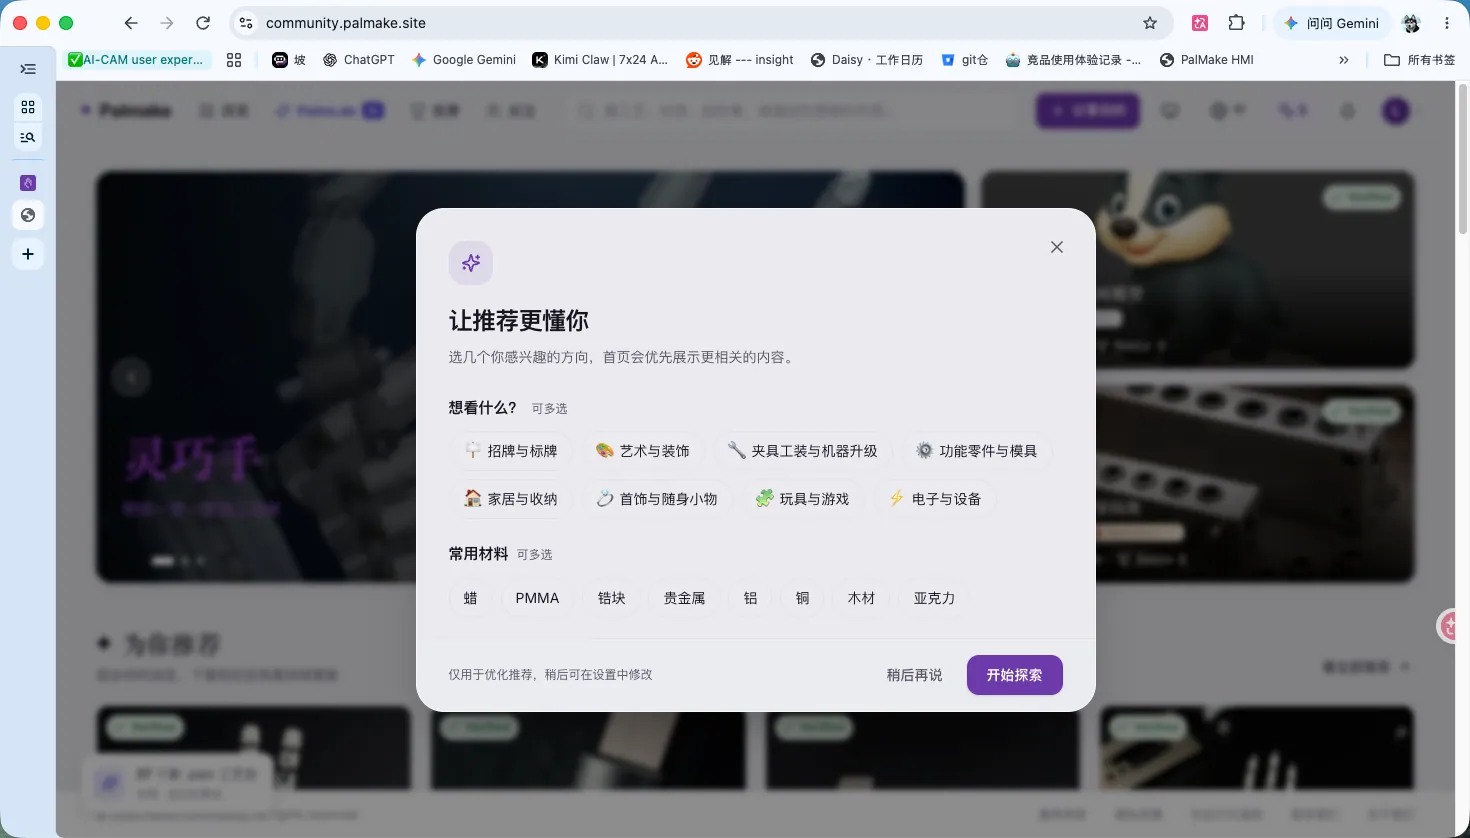 community.palmake.site
问问 Gemini
AI-CAM user exper...
坡
ChatGPT
Google Gemini
Kimi Claw | 7x24 A...
见解 --- insight
Daisy · 工作日历
git仓
竞品使用体验记录 -...
PalMake HMI
所有书签
Palmake
灵巧手
让推荐更懂你
选几个你感兴趣的方向，首页会优先展示更相关的内容。
想看什么? 可多选
招牌与标牌
艺术与装饰
夹具工装与机器升级
功能零件与模具
家居与收纳
首饰与随身小物
玩具与游戏
电子与设备
常用材料 可多选
蜡
PMMA
锆块
贵金属
铝
铜
木材
亚克力
仅用于优化推荐，稍后可在设置中修改
稍后再说
开始探索
为你推荐